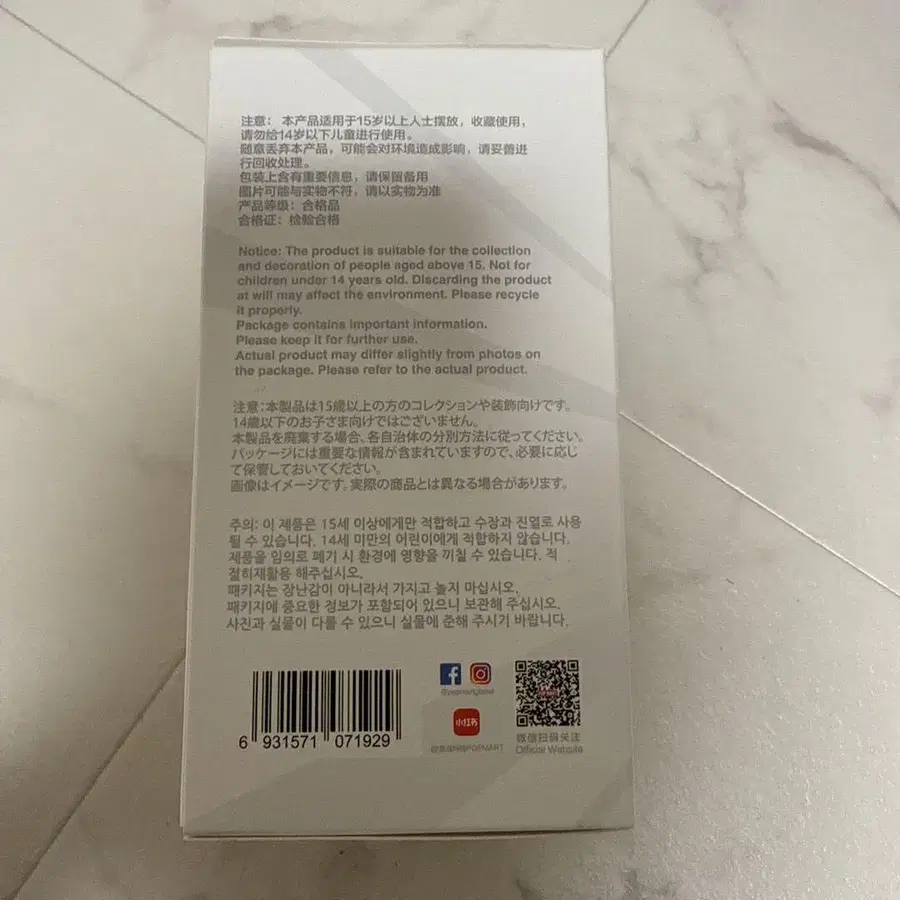 注意： 本产品适用于15岁以上人士摆放，收藏使用，
请勿给14岁以下儿童进行使用。
随意丢弃本产品，可能会对环境造成影响，请妥善进
行回收处理。
包装上含有重要信息，请保留备用
图片可能与实物不符，请以实物为准
产品等级：合格品
合格证：检验合格
Notice: The product is suitable for the collection
and decoration of people aged above 15. Not for
children under 14 years old. Discarding the product
at will may affect the environment. Please recycle
it properly.
Package contains important information.
Please keep it for further use.
Actual product may differ slightly from photos on
the package. Please refer to the actual product.
注意：本製品は15歳以上の方のコレクションや装飾向けです。
14歳以下のお子さま向けではございません。
本製品を廃棄する場合、各自治体の分別方法に従ってください。
パッケージには重要な情報が含まれていますので、必要に応じ
て保管しておいてください。
画像はイメージです。実際の商品とは異なる場合があります。
주의: 이 제품은 15세 이상에게만 적합하고 수장과 진열로 사용
될 수 있습니다. 14세 미만의 어린이에게 적합하지 않습니다.
제품을 임의로 폐기 시 환경에 영향을 끼칠 수 있습니다. 적
절히재활용 해주십시오.
패키지는 장난감이 아니라서 가지고 놀지 마십시오.
패키지에 중요한 정보가 포함되어 있으니 보관해 주십시오.
사진과 실물이 다를 수 있으니 실물에 준해 주시기 바랍니다.
@popmartglobal
小红书
POPMART
微信扫码关注
Official Website
6 931571 071929